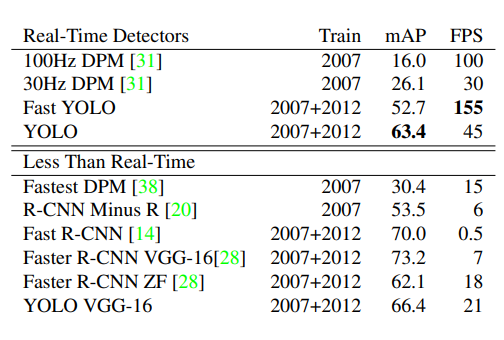 Real-Time Detectors Train mAP FPS
100Hz DPM [31] 2007 16.0 100
30Hz DPM [31] 2007 26.1 30
Fast YOLO 2007+2012 52.7 155
YOLO 2007+2012 63.4 45
Less Than Real-Time
Fastest DPM [38] 2007 30.4 15
R-CNN Minus R [20] 2007 53.5 6
Fast R-CNN [14] 2007+2012 70.0 0.5
Faster R-CNN VGG-16[28] 2007+2012 73.2 7
Faster R-CNN ZF [28] 2007+2012 62.1 18
YOLO VGG-16 2007+2012 66.4 21